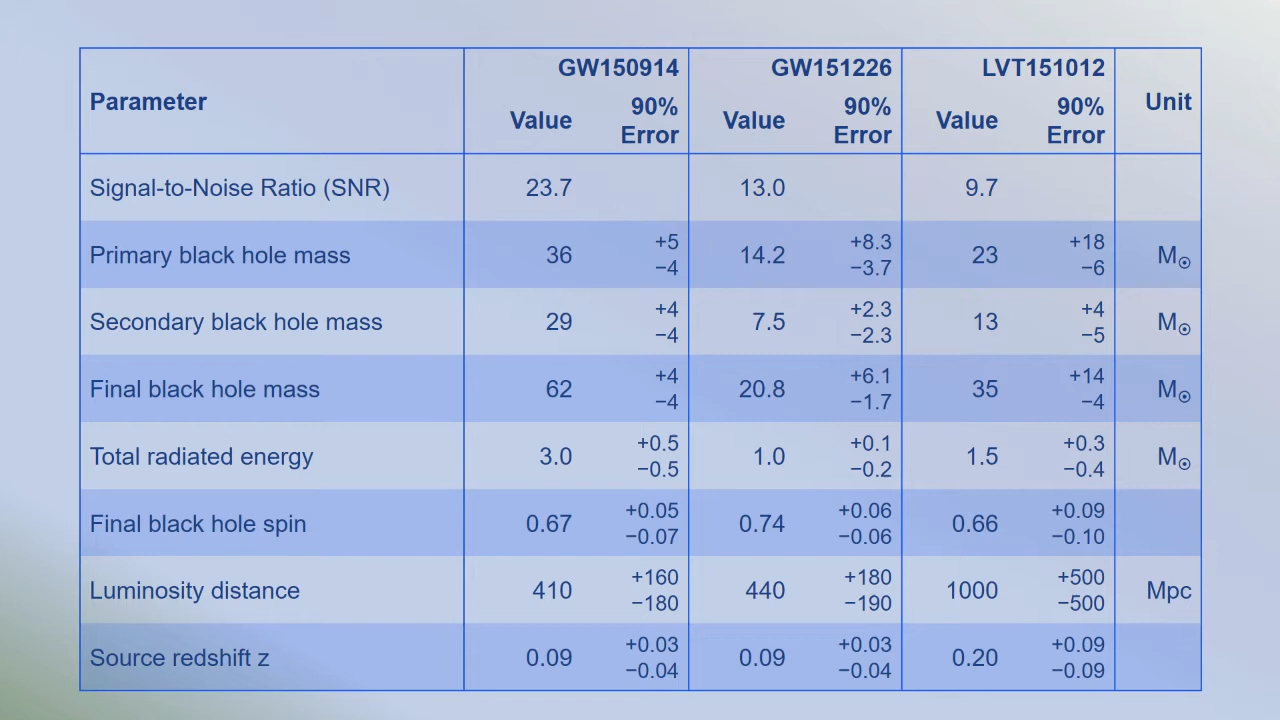 Parameter GW150914 GW151226 LVT151012 Unit
Value 90% Error Value 90% Error Value 90% Error
Signal-to-Noise Ratio (SNR) 23.7 13.0 9.7
Primary black hole mass 36 +5 −4 14.2 +8.3 −3.7 23 +18 −6 M☉
Secondary black hole mass 29 +4 −4 7.5 +2.3 −2.3 13 +4 −5 M☉
Final black hole mass 62 +4 −4 20.8 +6.1 −1.7 35 +14 −4 M☉
Total radiated energy 3.0 +0.5 −0.5 1.0 +0.1 −0.2 1.5 +0.3 −0.4 M☉
Final black hole spin 0.67 +0.05 −0.07 0.74 +0.06 −0.06 0.66 +0.09 −0.10
Luminosity distance 410 +160 −180 440 +180 −190 1000 +500 −500 Mpc
Source redshift z 0.09 +0.03 −0.04 0.09 +0.03 −0.04 0.20 +0.09 −0.09